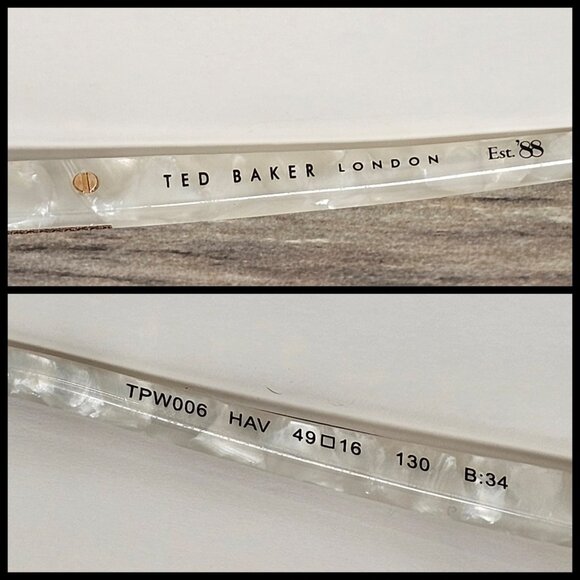 TED BAKER LONDON Est.'88
TPW006 HAV 49□16 130 B:34